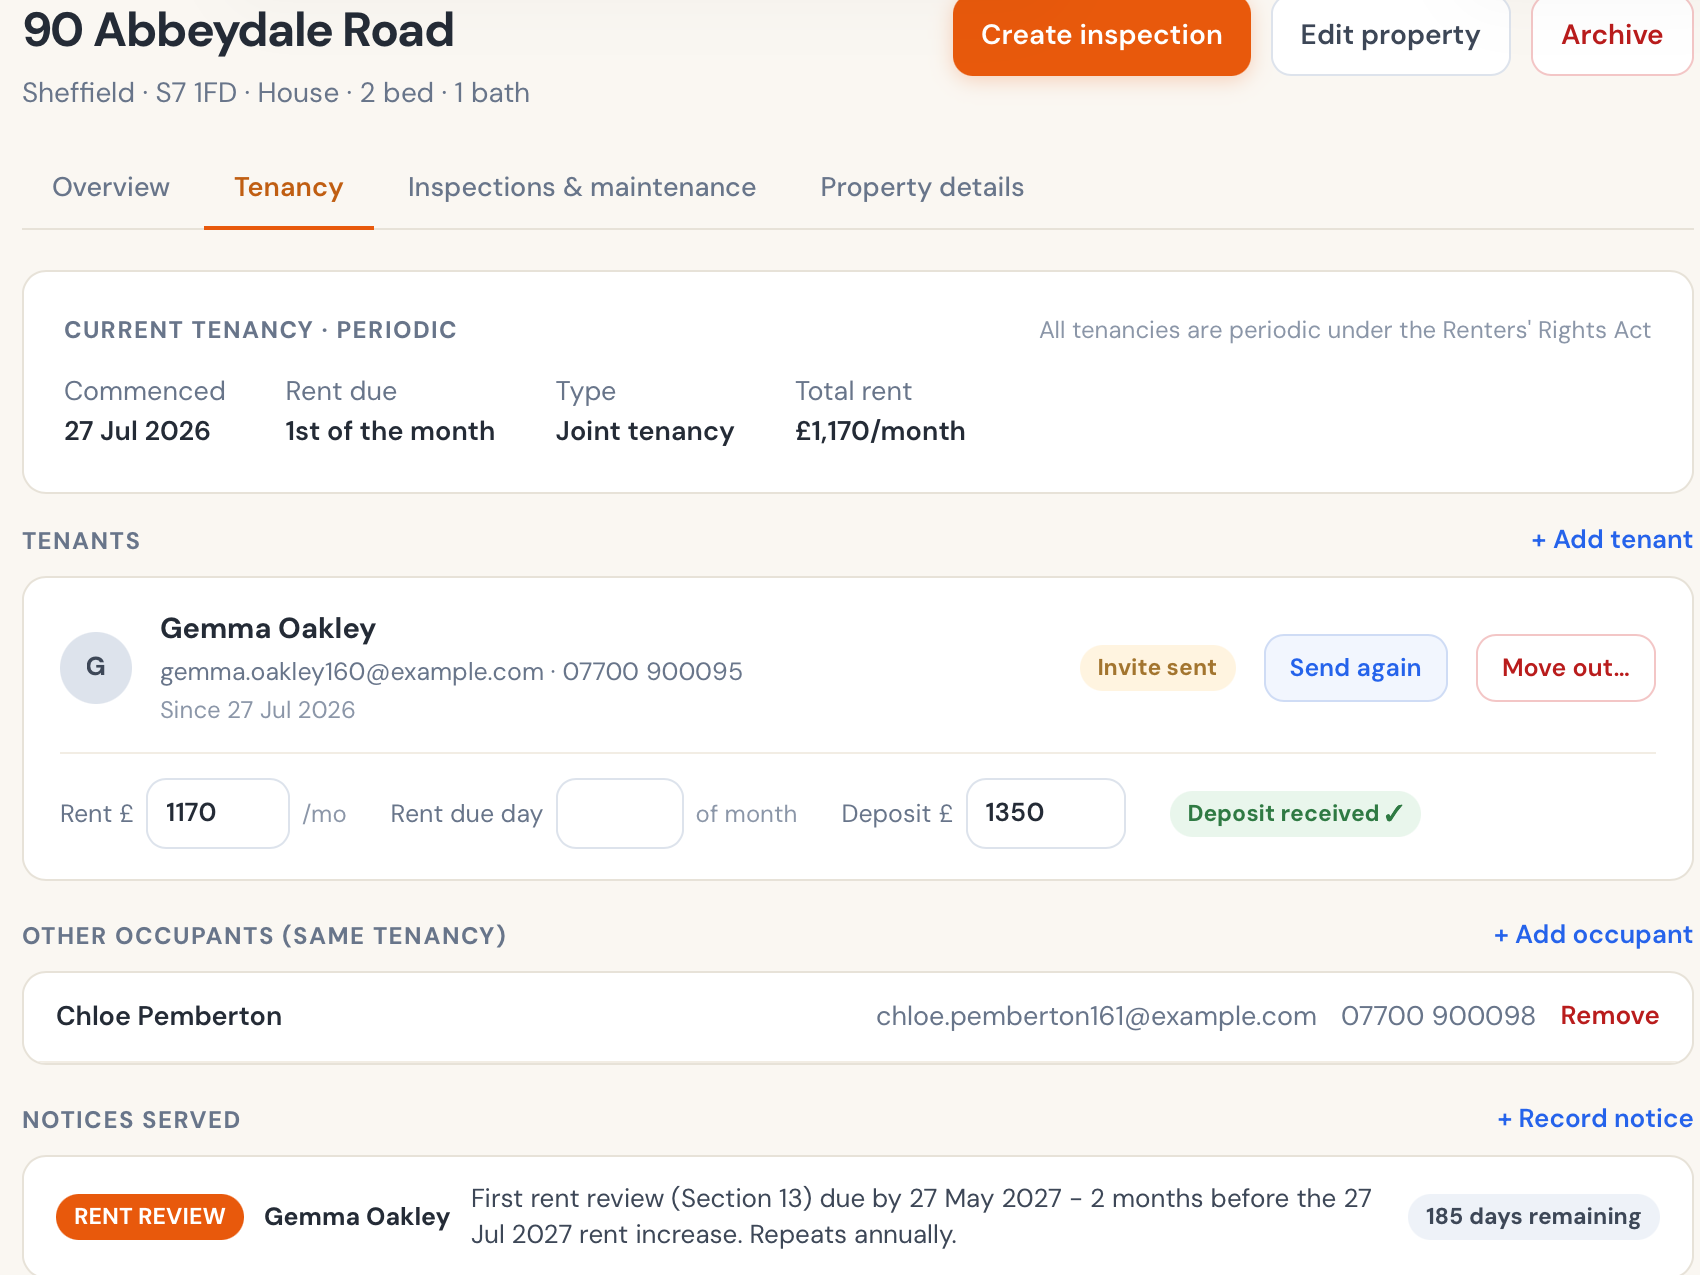 90 Abbeydale Road
Create inspection
Edit property
Archive
Sheffield · S7 1FD · House · 2 bed · 1 bath
Overview
Tenancy
Inspections & maintenance
Property details
CURRENT TENANCY · PERIODIC
All tenancies are periodic under the Renters' Rights Act
Commenced
27 Jul 2026
Rent due
1st of the month
Type
Joint tenancy
Total rent
£1,170/month
TENANTS
+ Add tenant
G
Gemma Oakley
gemma.oakley160@example.com · 07700 900095
Since 27 Jul 2026
Invite sent
Send again
Move out...
Rent £ 1170 /mo
Rent due day of month
Deposit £ 1350
Deposit received ✓
OTHER OCCUPANTS (SAME TENANCY)
+ Add occupant
Chloe Pemberton
chloe.pemberton161@example.com
07700 900098
Remove
NOTICES SERVED
+ Record notice
RENT REVIEW
Gemma Oakley
First rent review (Section 13) due by 27 May 2027 – 2 months before the 27
Jul 2027 rent increase. Repeats annually.
185 days remaining